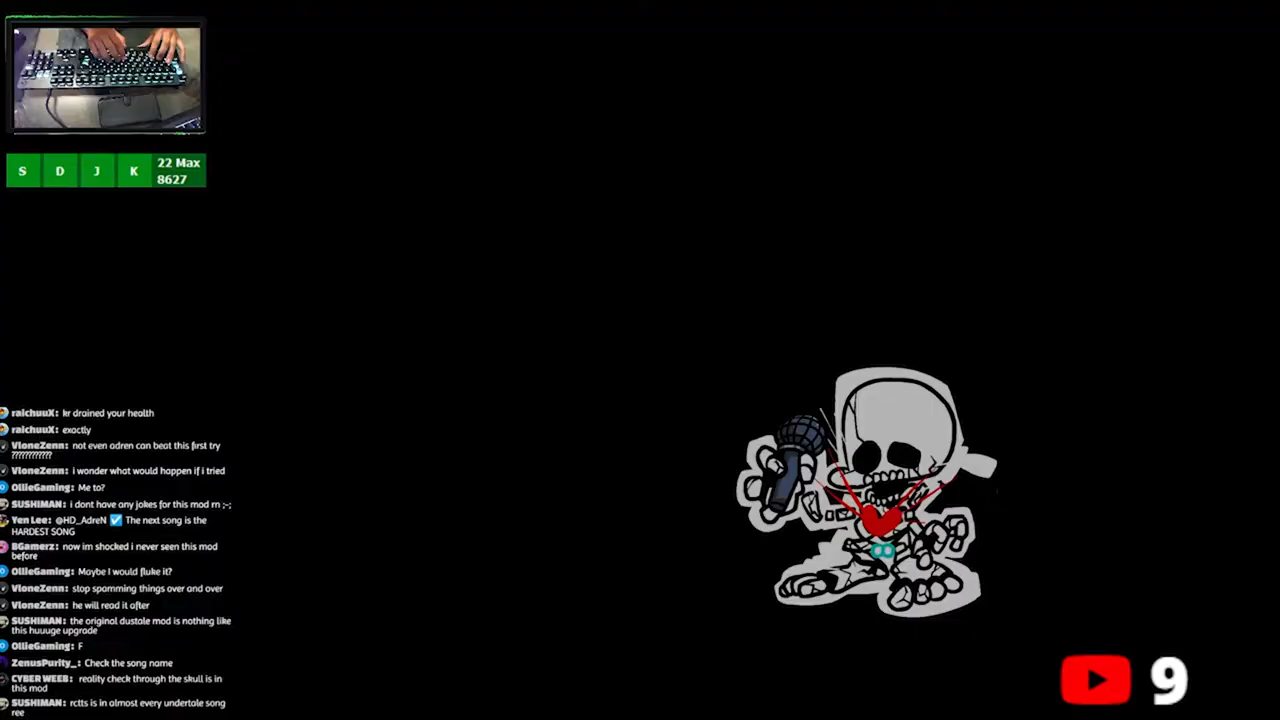 S D J K 22 Max
8627
raichuuX: kr drained your health
raichuuX: exactly
VloneZenn: not even adren can beat this first try
????????????
VloneZenn: i wonder what would happen if i tried
OllieGaming: Me to?
SUSHIMAN: i dont have any jokes for this mod rn ;-;
Yen Lee: @HD_AdreN ☑ The next song is the
HARDEST SONG
BGamerz: now im shocked i never seen this mod
before
OllieGaming: Maybe I would fluke it?
VloneZenn: stop spamming things over and over
VloneZenn: he will read it after
SUSHIMAN: the original dustale mod is nothing like
this huuuge upgrade
OllieGaming: F
ZenusPurity_: Check the song name
CYBER WEEB: reality check through the skull is in
this mod
SUSHIMAN: rctts is in almost every undertale song
ree
9